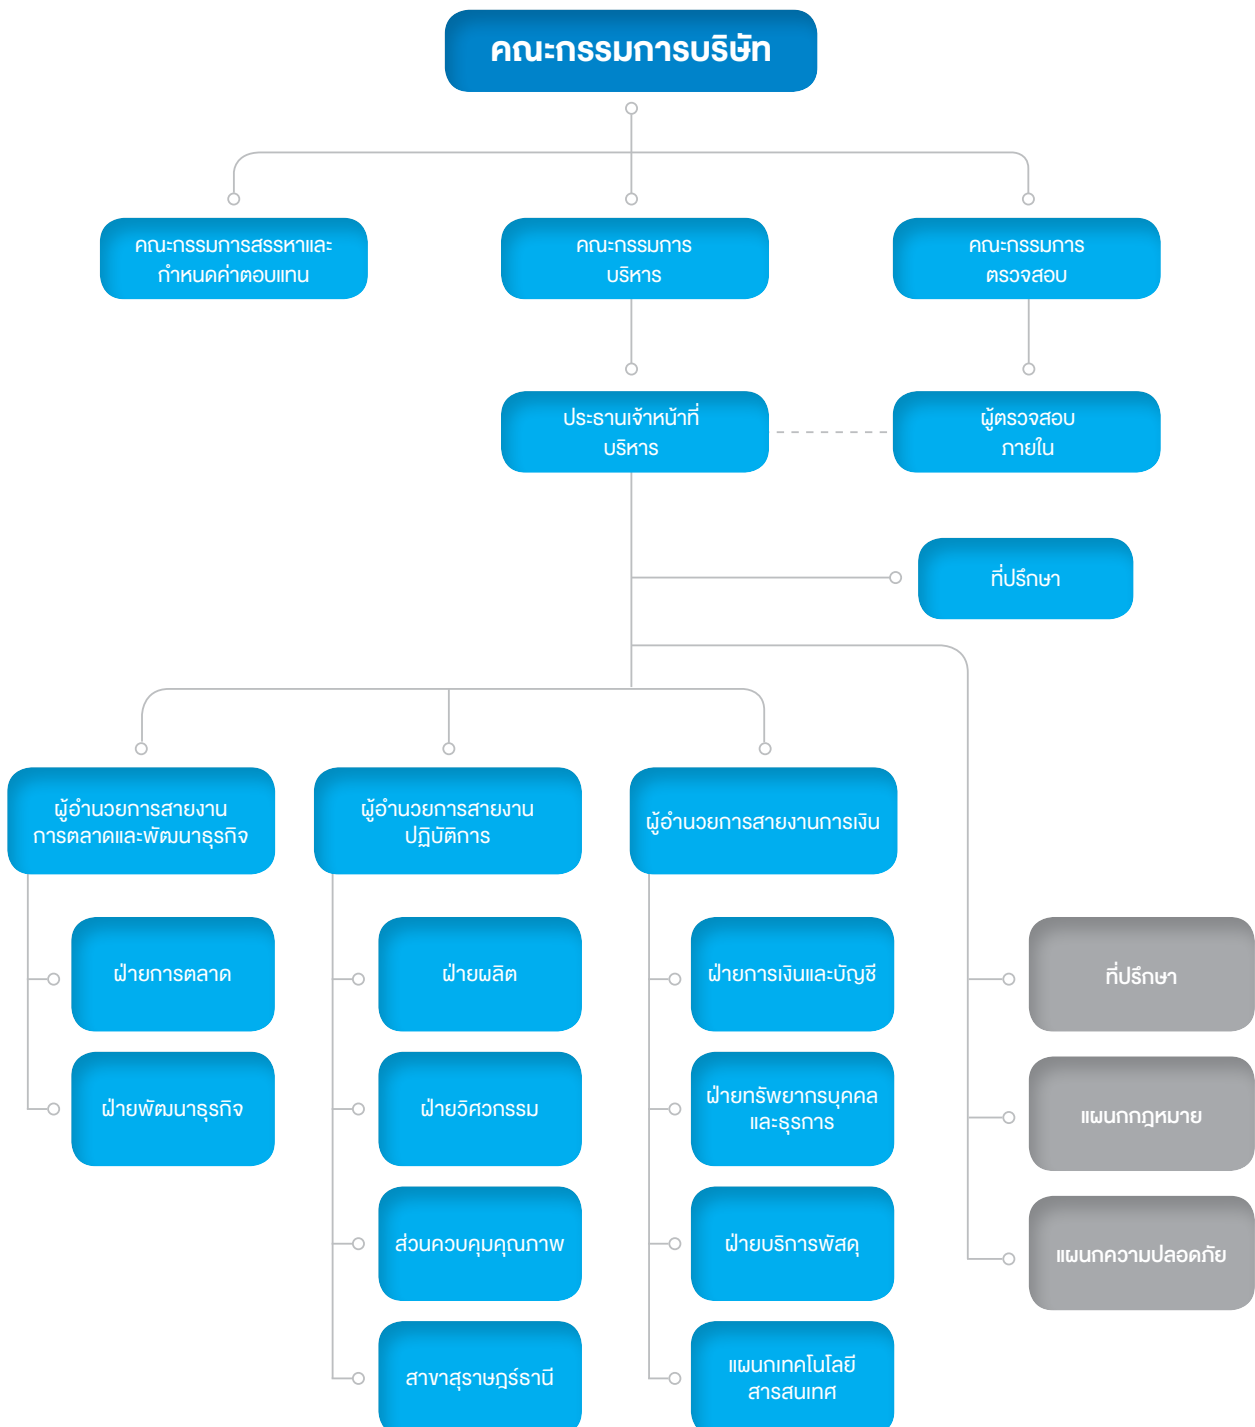 คณะกรรมการบริษัท
คณะกรรมการสรรหาและ
กำหนดค่าตอบแทน
คณะกรรมการ
บริหาร
คณะกรรมการ
ตรวจสอบ
ประธานเจ้าหน้าที่
บริหาร
ผู้ตรวจสอบ
ภายใน
ที่ปรึกษา
ผู้อำนวยการสายงาน
การตลาดและพัฒนาธุรกิจ
ผู้อำนวยการสายงาน
ปฏิบัติการ
ผู้อำนวยการสายงานการเงิน
ฝ่ายการตลาด
ฝ่ายผลิต
ฝ่ายการเงินและบัญชี
ที่ปรึกษา
ฝ่ายพัฒนาธุรกิจ
ฝ่ายวิศวกรรม
ฝ่ายทรัพยากรบุคคล
และธุรการ
แผนกกฎหมาย
ส่วนควบคุมคุณภาพ
ฝ่ายบริการพัสดุ
แผนกความปลอดภัย
สาขาสุราษฎร์ธานี
แผนกเทคโนโลยี
สารสนเทศ